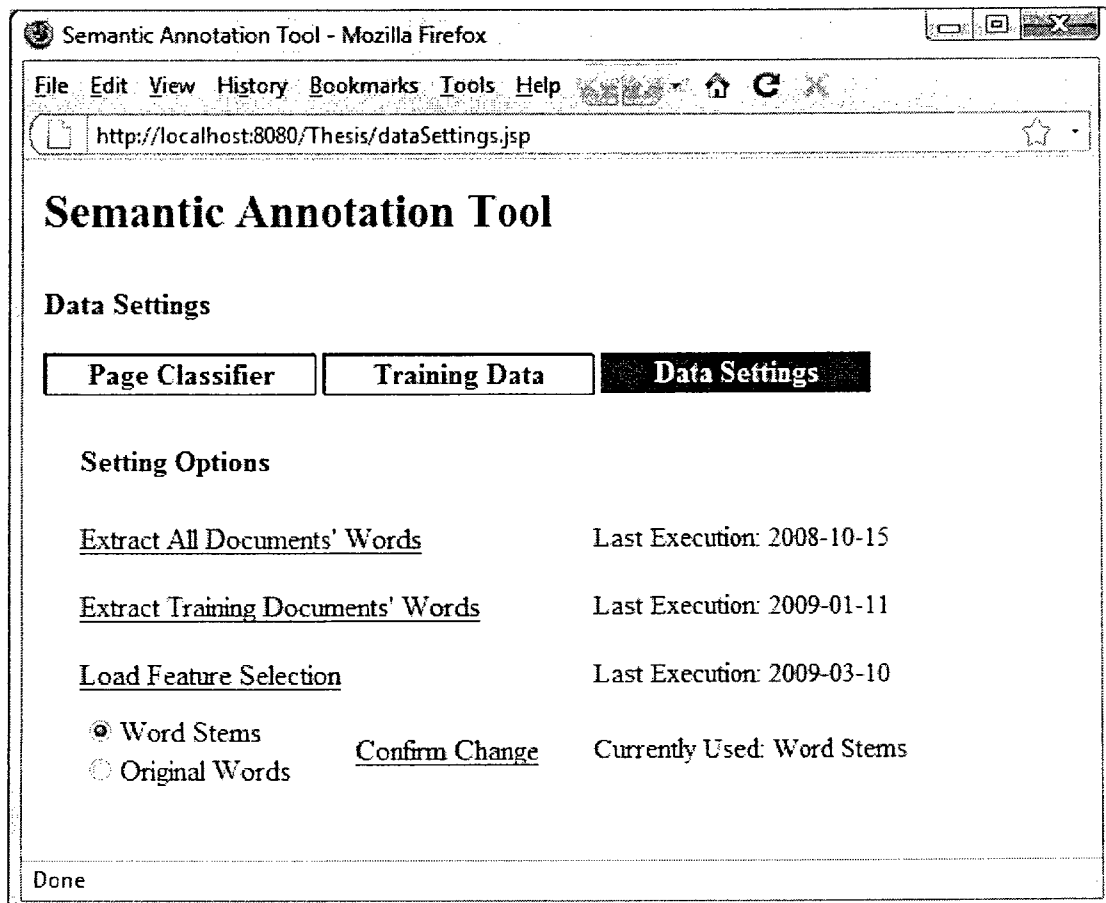 Semantic Annotation Tool - Mozilla Firefox
File Edit View History Bookmarks Tools Help
http://localhost:8080/Thesis/dataSettings.jsp
Semantic Annotation Tool
Data Settings
Page Classifier Training Data Data Settings
Setting Options
Extract All Documents' Words Last Execution: 2008-10-15
Extract Training Documents' Words Last Execution: 2009-01-11
Load Feature Selection Last Execution: 2009-03-10
Word Stems
Confirm Change Currently Used: Word Stems
Original Words
Done